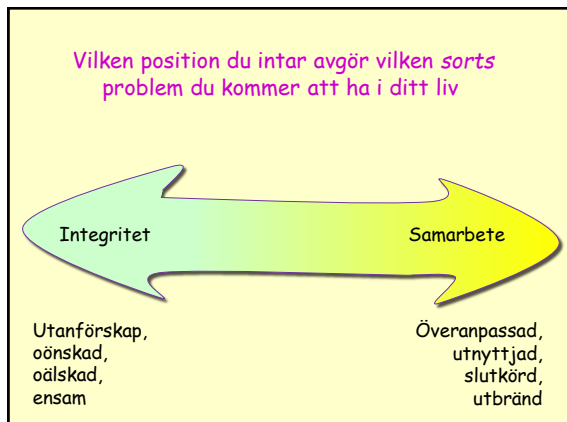 Vilken position du intar avgör vilken sorts
problem du kommer att ha i ditt liv
Integritet
Samarbete
Utanförskap,
oönskad,
oälskad,
ensam
Överanpassad,
utnyttjad,
slutkörd,
utbränd